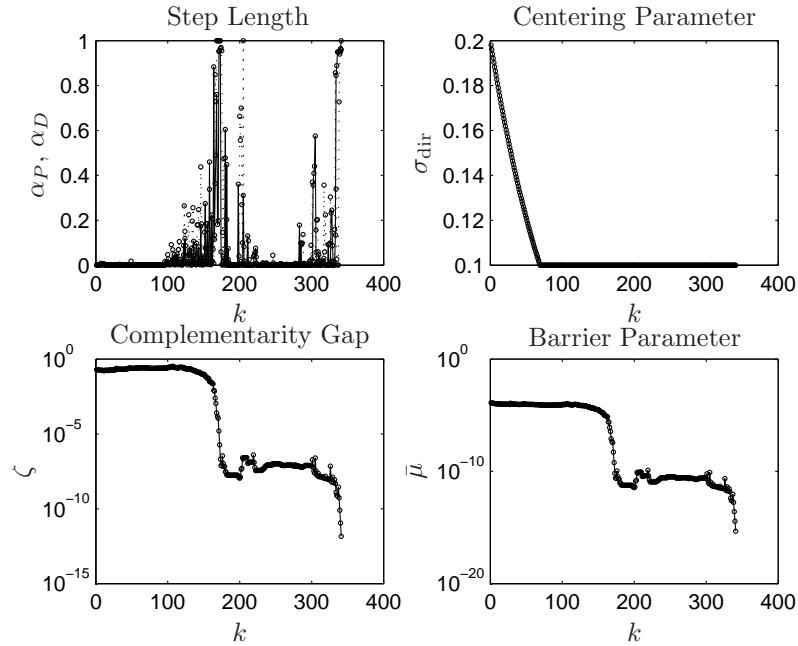 Step Length
1
0.8
0.6
0.4
0.2
0
α_P, α_D
0 100 200 300 400
k
Centering Parameter
0.2
0.18
0.16
0.14
0.12
0.1
σ_dir
0 100 200 300 400
k
Complementarity Gap
10^0
10^−5
10^−10
10^−15
ζ
0 100 200 300 400
k
Barrier Parameter
10^0
10^−10
10^−20
μ̄
0 100 200 300 400
k